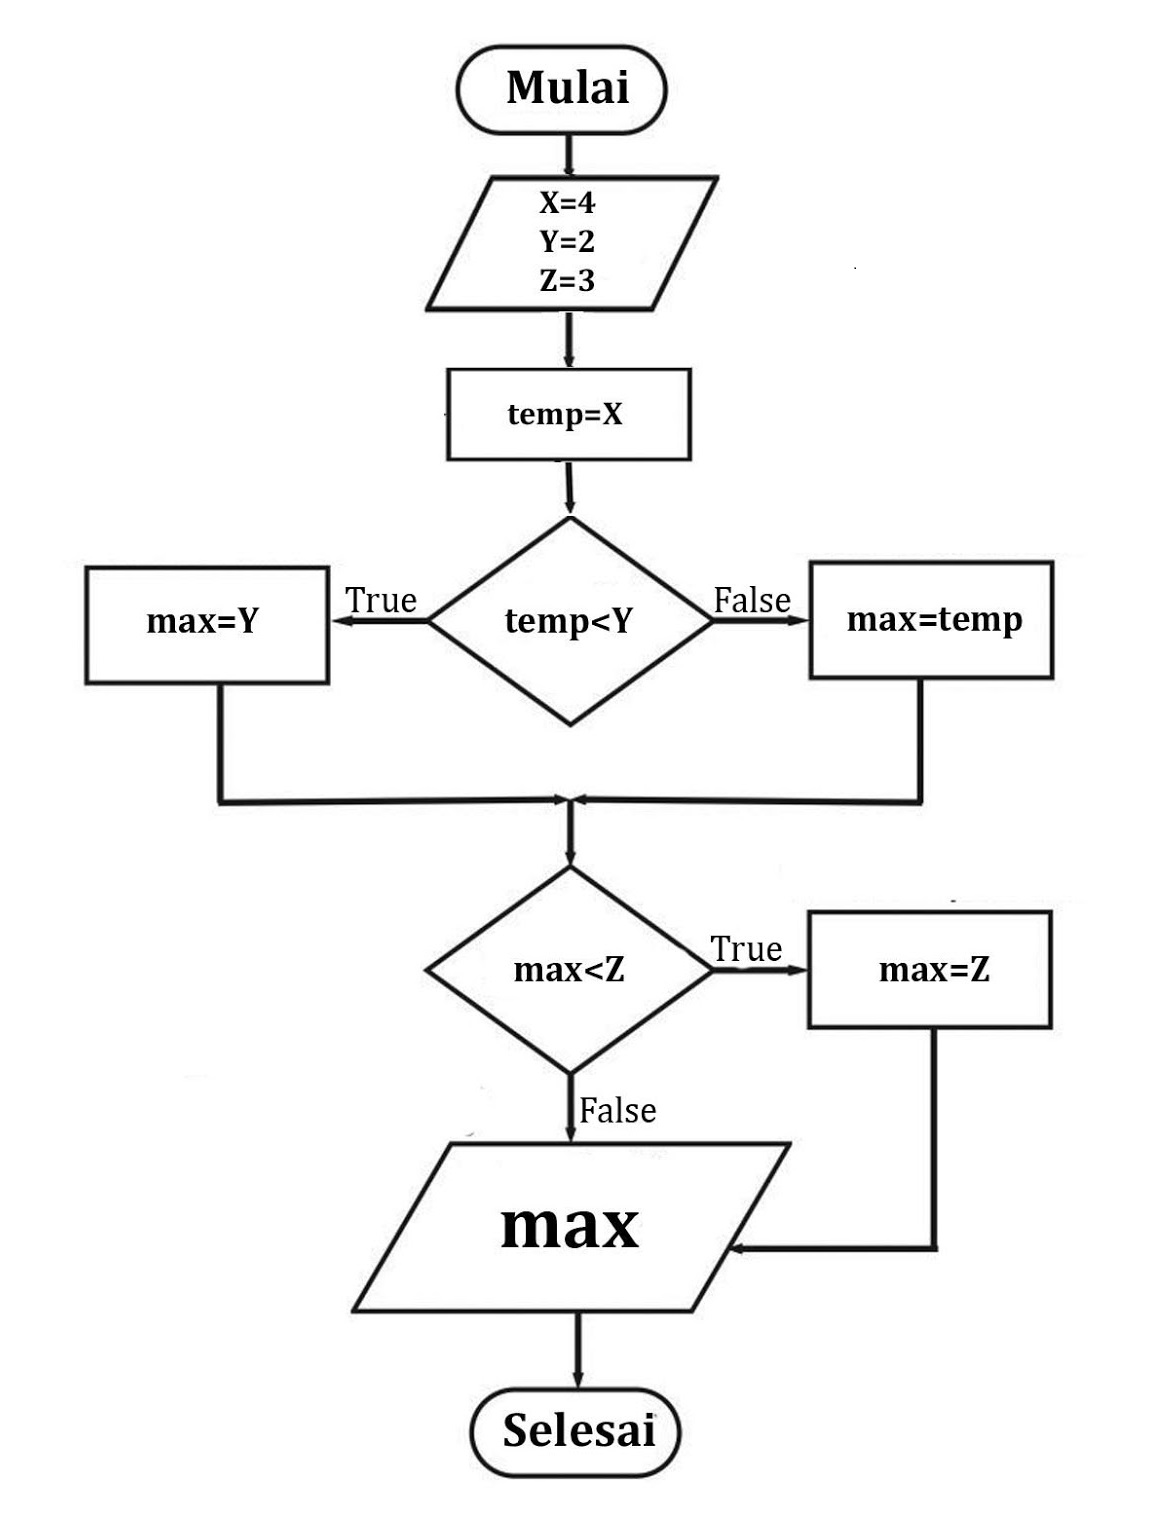 Mulai
X=4
Y=2
Z=3
temp=X
max=Y
True
temp<Y
False
max=temp
max<Z
True
max=Z
False
max
Selesai